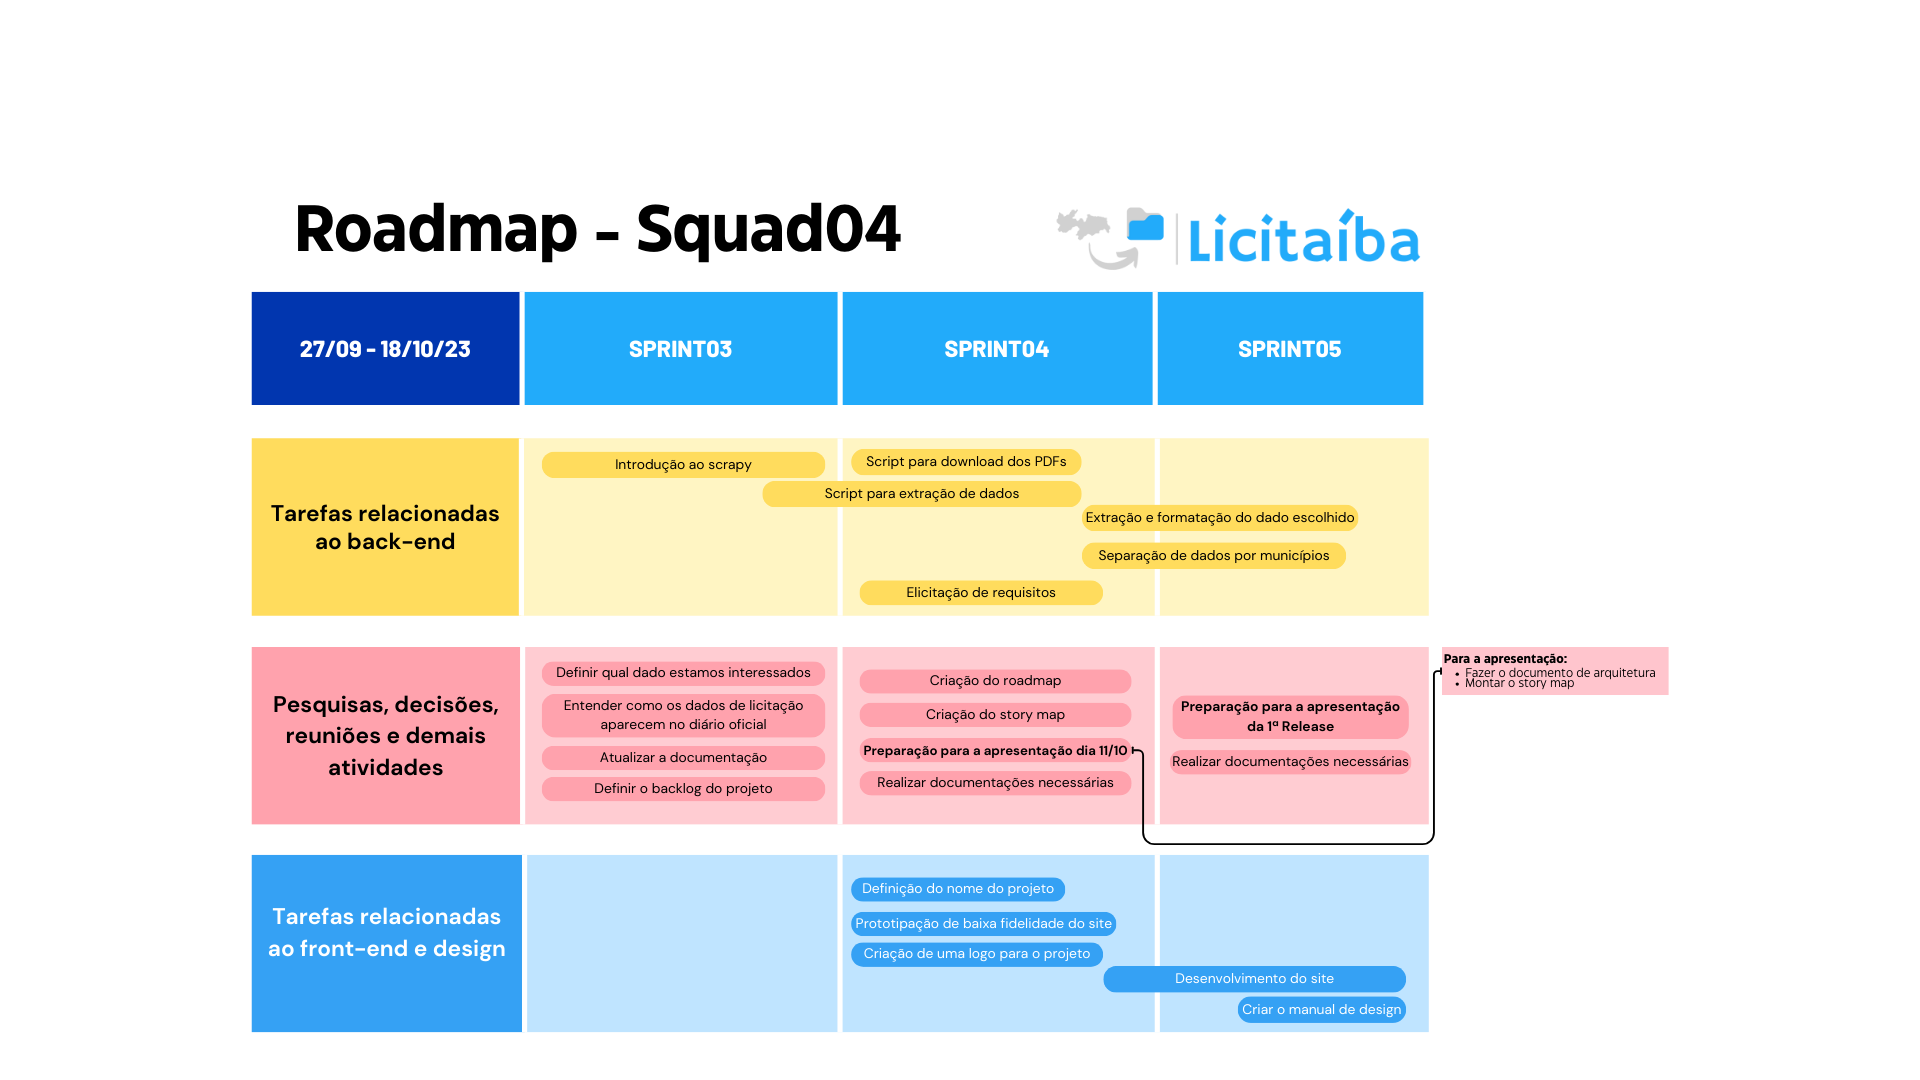 Roadmap - Squad04
Licitaíba
27/09 - 18/10/23
SPRINT03
SPRINT04
SPRINT05
Tarefas relacionadas
ao back-end
Introdução ao scrapy
Script para download dos PDFs
Script para extração de dados
Extração e formatação do dado escolhido
Separação de dados por municípios
Elicitação de requisitos
Pesquisas, decisões,
reuniões e demais
atividades
Definir qual dado estamos interessados
Entender como os dados de licitação
aparecem no diário oficial
Atualizar a documentação
Definir o backlog do projeto
Criação do roadmap
Criação do story map
Preparação para a apresentação dia 11/10
Realizar documentações necessárias
Preparação para a apresentação
da 1ª Release
Realizar documentações necessárias
Para a apresentação:
• Fazer o documento de arquitetura
• Montar o story map
Tarefas relacionadas
ao front-end e design
Definição do nome do projeto
Prototipação de baixa fidelidade do site
Criação de uma logo para o projeto
Desenvolvimento do site
Criar o manual de design